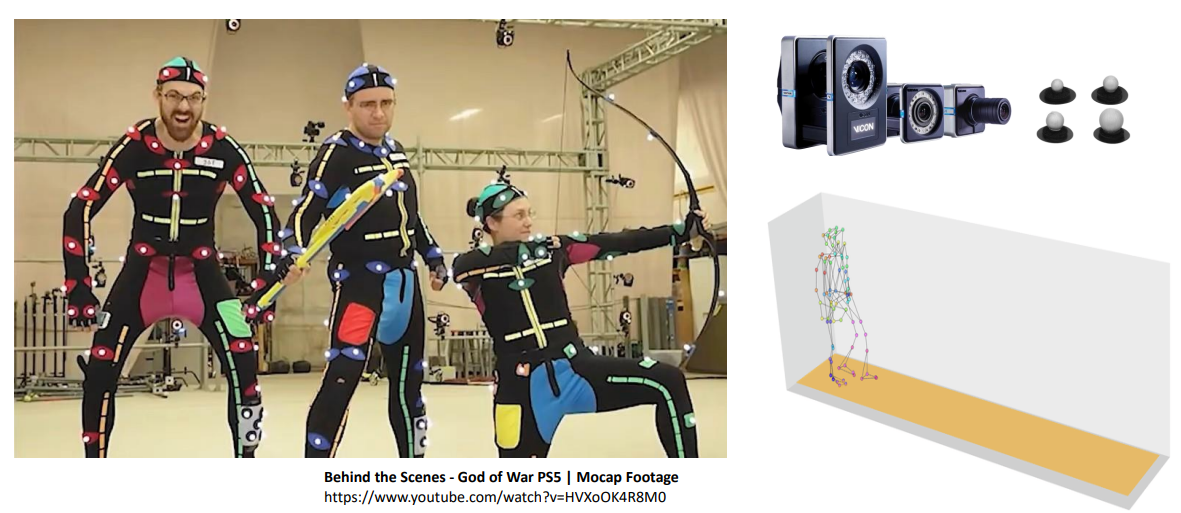 VICON
Behind the Scenes - God of War PS5 | Mocap Footage
https://www.youtube.com/watch?v=HVXoOK4R8M0